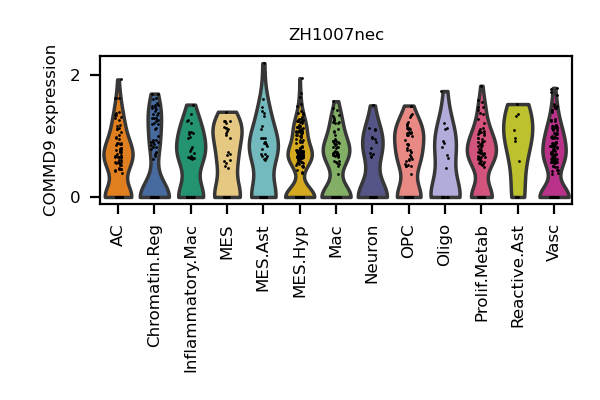 ZH1007nec
COMMD9 expression
2
0
AC
Chromatin.Reg
Inflammatory.Mac
MES
MES.Ast
MES.Hyp
Mac
Neuron
OPC
Oligo
Prolif.Metab
Reactive.Ast
Vasc